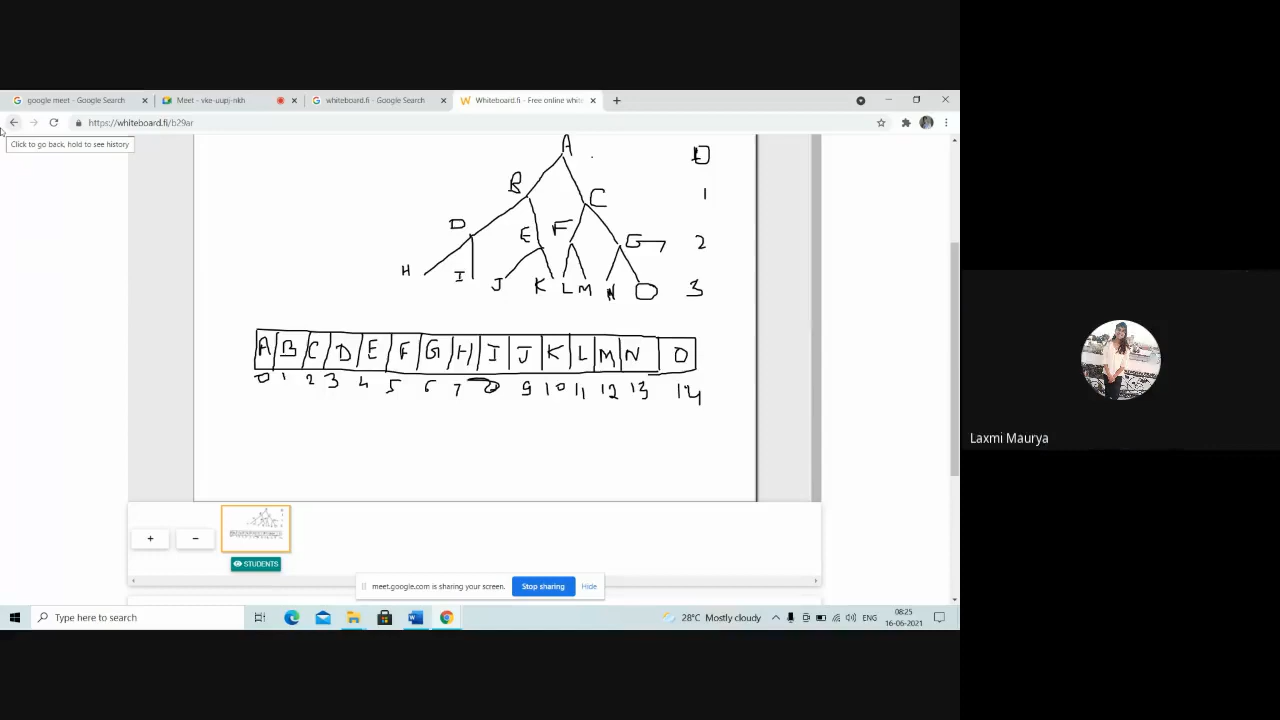 google meet - Google Search
Meet - vke-uupj-nkh
whiteboard.fi - Google Search
Whiteboard.fi - Free online white
https://whiteboard.fi/b29ar
Click to go back, hold to see history
A
B C 1
D E F G 2
H I J K L M N O 3
A B C D E F G H I J K L M N O
0 1 2 3 4 5 6 7 8 9 10 11 12 13 14
Laxmi Maurya
+ -
STUDENTS
meet.google.com is sharing your screen. Stop sharing Hide
Type here to search
28°C Mostly cloudy
ENG
08:25
16-06-2021